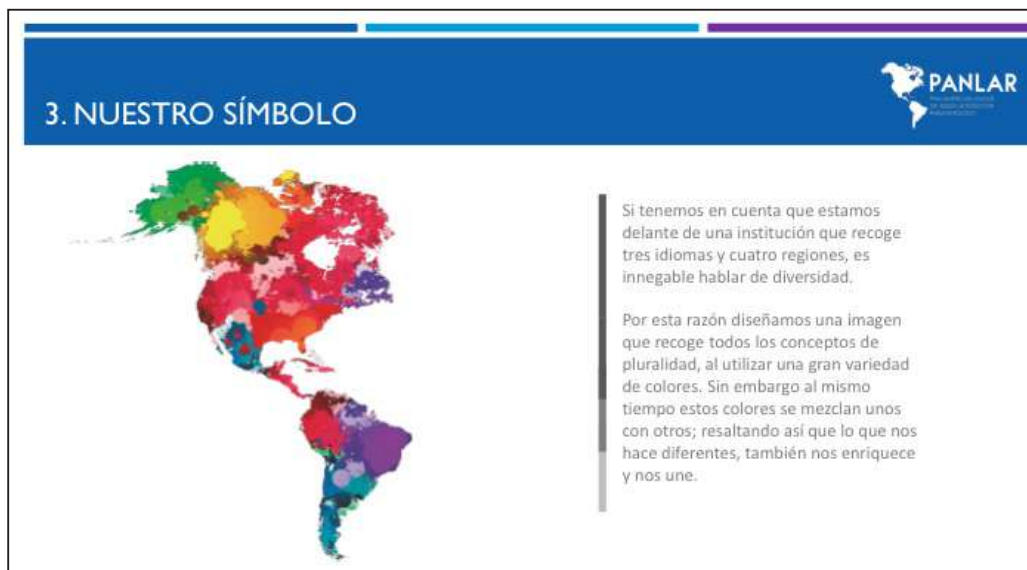 3. NUESTRO SÍMBOLO
PANLAR
Si tenemos en cuenta que estamos
delante de una institución que recoge
tres idiomas y cuatro regiones, es
innegable hablar de diversidad.
Por esta razón diseñamos una imagen
que recoge todos los conceptos de
pluralidad, al utilizar una gran variedad
de colores. Sin embargo al mismo
tiempo estos colores se mezclan unos
con otros; resaltando así que lo que nos
hace diferentes, también nos enriquece
y nos une.